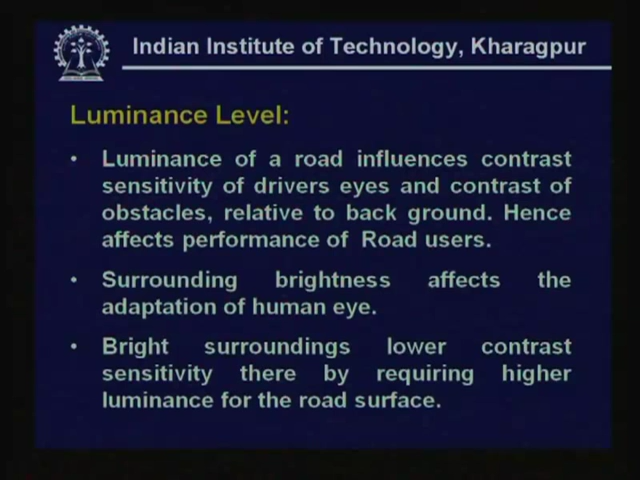 Indian Institute of Technology, Kharagpur
Luminance Level:
• Luminance of a road influences contrast
sensitivity of drivers eyes and contrast of
obstacles, relative to back ground. Hence
affects performance of Road users.
• Surrounding brightness affects the
adaptation of human eye.
• Bright surroundings lower contrast
sensitivity there by requiring higher
luminance for the road surface.